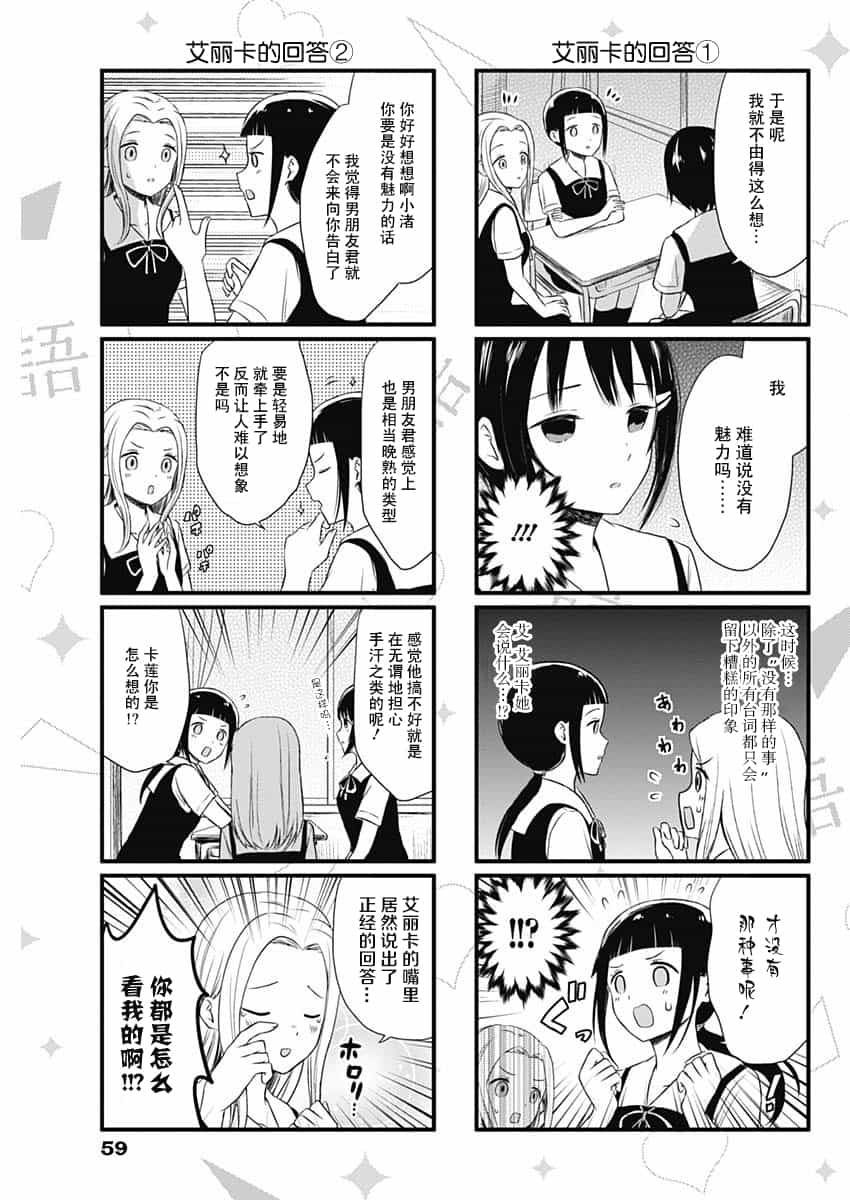 艾丽卡的回答①
于是呢
我就不由得这么想…
我
难道说没有
魅力吗……
!!!
这时候…
除了”没有那样的事”
以外的所有台词都只会
留下糟糕的印象
艾、艾丽卡她
会说什么…!?
あわわわ
才没有
那种事呢！
!!?
艾丽卡的回答②
你好好想想啊小渚
你要是没有魅力的话
我觉得男朋友君就
不会来向你告白了
男朋友君感觉上
也是相当晚熟的类型
要是轻易地
就牵上手了
反而让人难以想象
不是吗
感觉他搞不好就是
在无谓地担心
手汗之类的呢！
是这样吗…
卡莲你是
怎么想的!?
艾丽卡的嘴里
居然说出了
正经的回答…
ホロリ
你都是怎么
看我的啊!!?
59
語
語